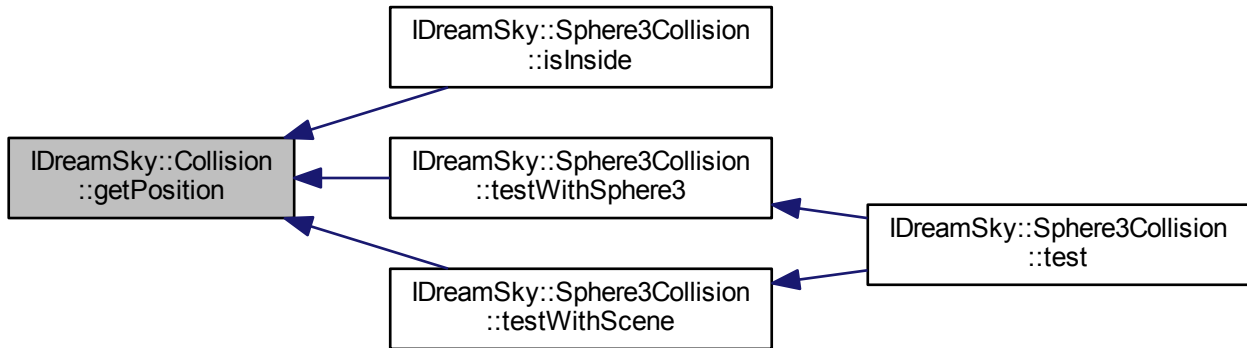 IDreamSky::Sphere3Collision
::isInside
IDreamSky::Collision
::getPosition
IDreamSky::Sphere3Collision
::testWithSphere3
IDreamSky::Sphere3Collision
::test
IDreamSky::Sphere3Collision
::testWithScene